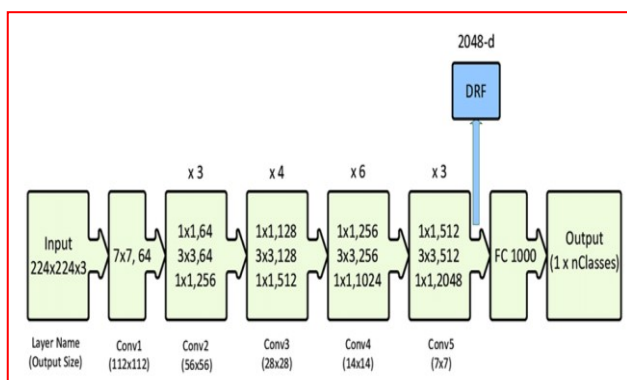 2048-d
DRF
x 3
x 4
x 6
x 3
Input
224x224x3
7x7, 64
1x1,64
3x3,64
1x1,256
1x1,128
3x3,128
1x1,512
1x1,256
3x3,256
1x1,1024
1x1,512
3x3,512
1x1,2048
FC 1000
Output
(1 x nClasses)
Layer Name
(Output Size)
Conv1
(112x112)
Conv2
(56x56)
Conv3
(28x28)
Conv4
(14x14)
Conv5
(7x7)